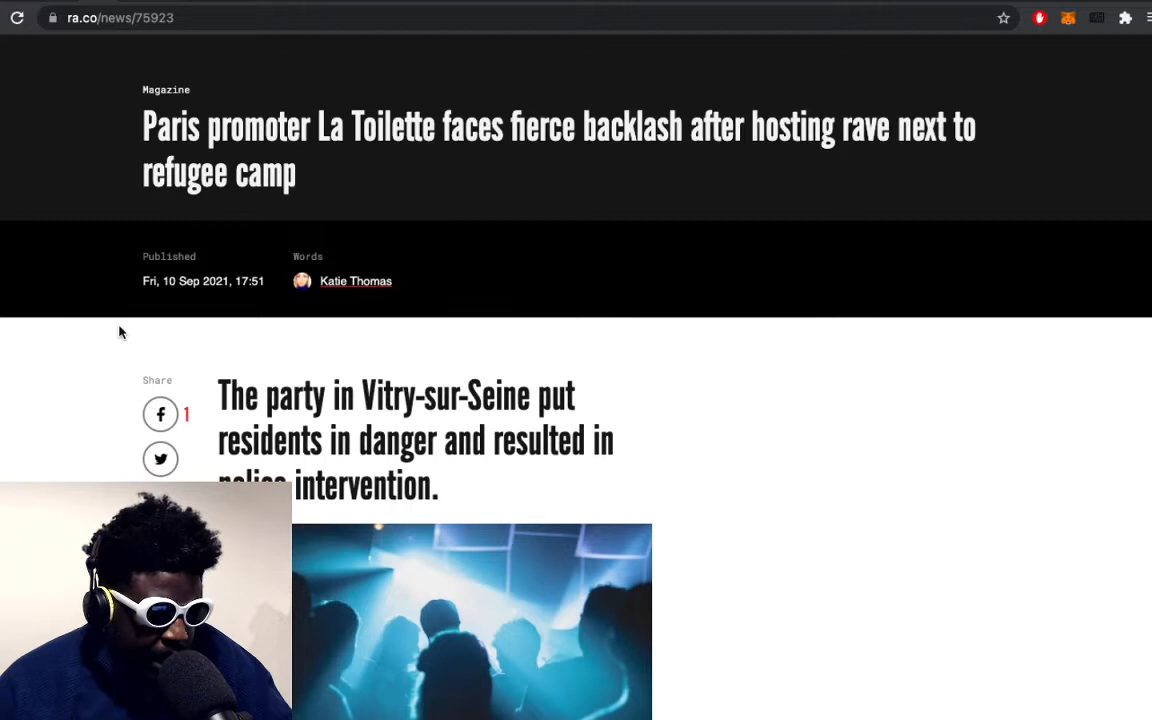 ra.co/news/75923
Magazine
Paris promoter La Toilette faces fierce backlash after hosting rave next to
refugee camp
Published
Words
Fri, 10 Sep 2021, 17:51
Katie Thomas
Share
The party in Vitry-sur-Seine put
1
residents in danger and resulted in
police intervention.